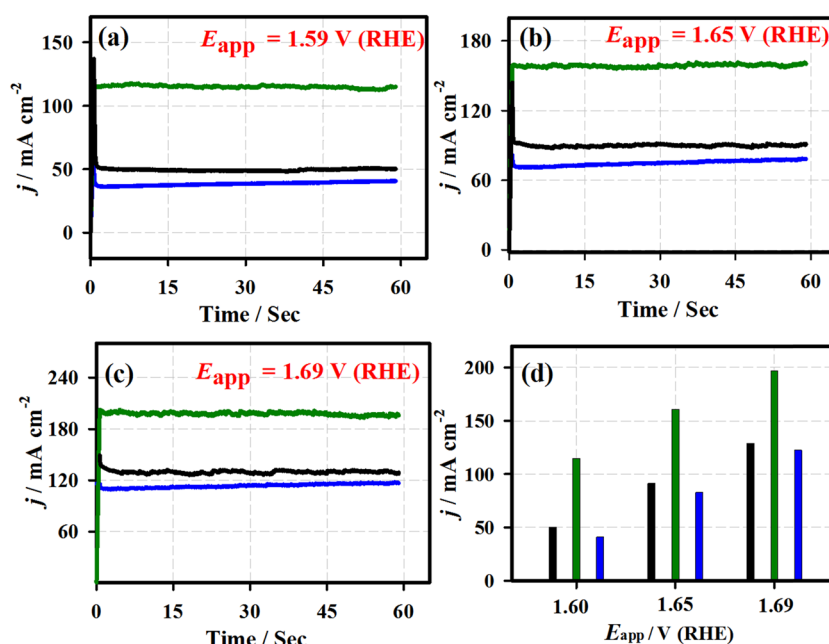 (a) Eapp = 1.59 V (RHE)
150
100
50
0
j / mA cm-2
0 15 30 45 60
Time / Sec
(b) Eapp = 1.65 V (RHE)
180
120
60
0
j / mA cm-2
0 15 30 45 60
Time / Sec
(c) Eapp = 1.69 V (RHE)
240
180
120
60
j / mA cm-2
0 15 30 45 60
Time / Sec
(d)
200
150
100
50
0
j / mA cm-2
1.60 1.65 1.69
Eapp / V (RHE)